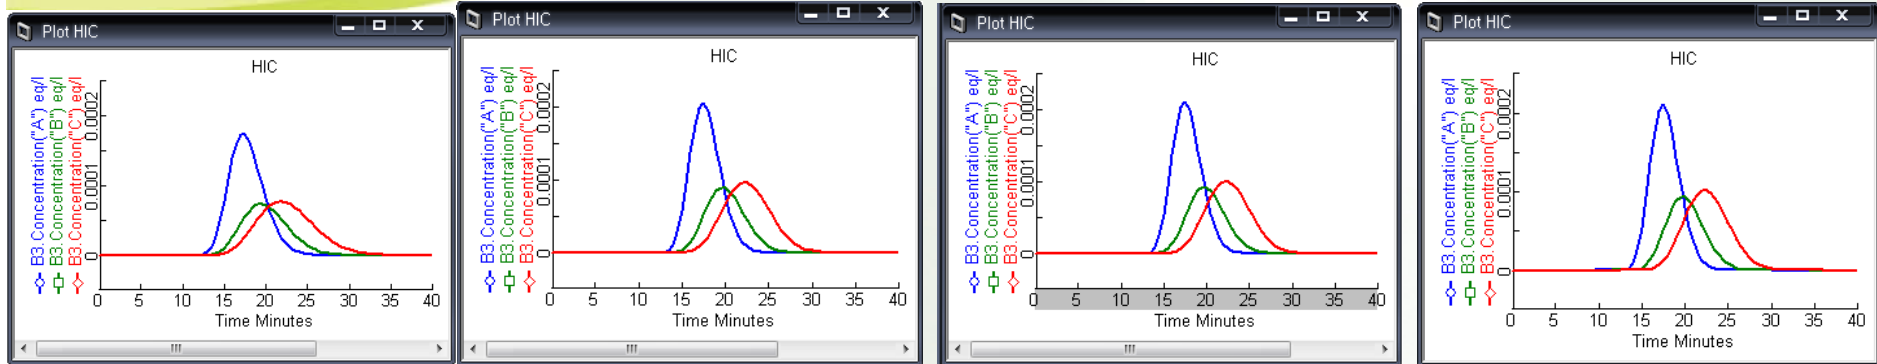 Plot HIC
HIC
B3.Concentration("A") eq/l
B3.Concentration("B") eq/l
B3.Concentration("C") eq/l
0.0002
0.0001
0
0 5 10 15 20 25 30 35 40
Time Minutes
Plot HIC
HIC
B3.Concentration("A") eq/l
B3.Concentration("B") eq/l
B3.Concentration("C") eq/l
0.0002
0.0001
0
0 5 10 15 20 25 30 35 40
Time Minutes
Plot HIC
HIC
B3.Concentration("A") eq/l
B3.Concentration("B") eq/l
B3.Concentration("C") eq/l
0.0002
0.0001
0
0 5 10 15 20 25 30 35 40
Time Minutes
Plot HIC
HIC
B3.Concentration("A") eq/l
B3.Concentration("B") eq/l
B3.Concentration("C") eq/l
0.0002
0.0001
0
0 5 10 15 20 25 30 35 40
Time Minutes